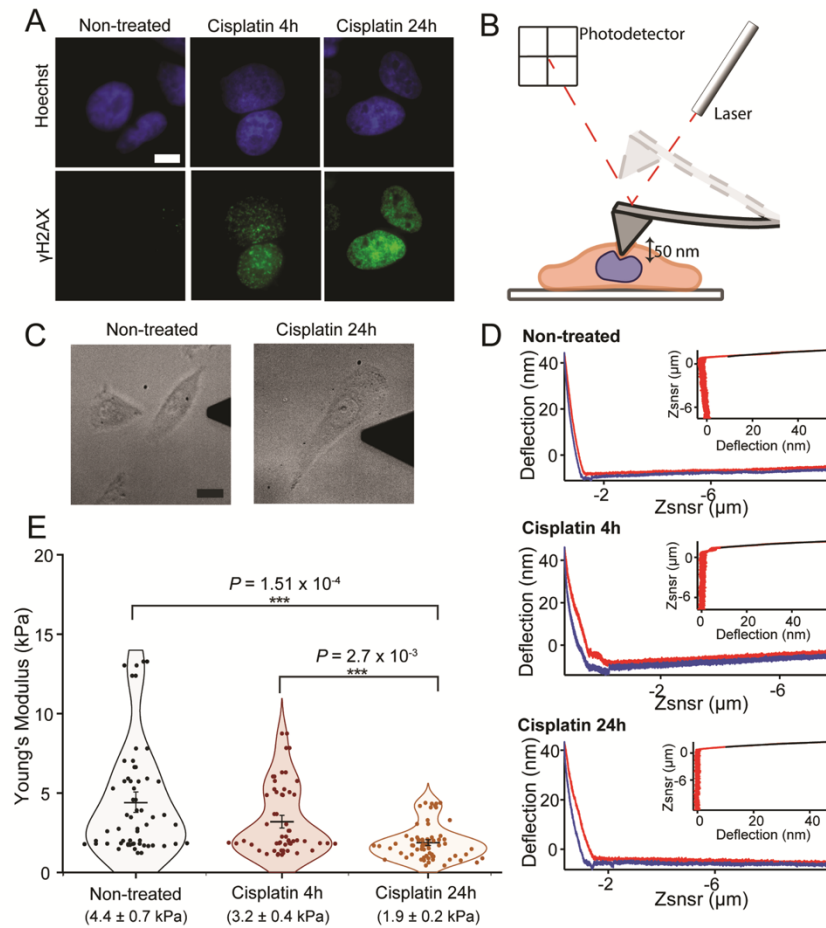 A
Non-treated
Cisplatin 4h
Cisplatin 24h
Hoechst
γH2AX
B
Photodetector
Laser
50 nm
C
Non-treated
Cisplatin 24h
D
Non-treated
Deflection (nm)
40
20
0
-2
-6
Zsnsr (µm)
Zsnsr (µm)
0
-6
0
20
40
Deflection (nm)
Cisplatin 4h
Deflection (nm)
40
20
0
-2
-6
Zsnsr (µm)
Zsnsr (µm)
0
-6
0
20
40
Deflection (nm)
Cisplatin 24h
Deflection (nm)
40
20
0
-2
-6
Zsnsr (µm)
Zsnsr (µm)
0
-6
0
20
40
Deflection (nm)
E
Young's Modulus (kPa)
20
15
10
5
0
P = 1.51 x 10⁻⁴
***
P = 2.7 x 10⁻³
***
Non-treated
(4.4 ± 0.7 kPa)
Cisplatin 4h
(3.2 ± 0.4 kPa)
Cisplatin 24h
(1.9 ± 0.2 kPa)